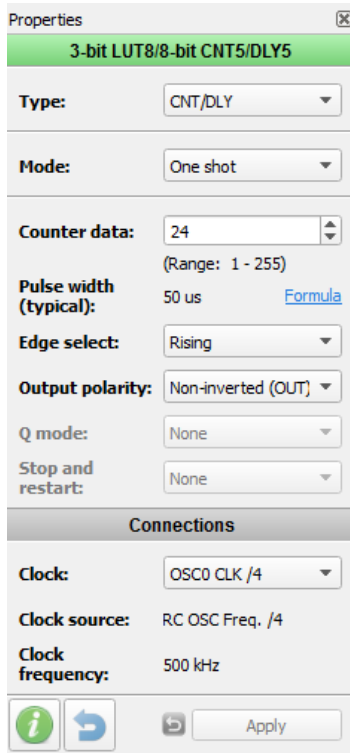 Properties
3-bit LUT8/8-bit CNT5/DLY5
Type: CNT/DLY
Mode: One shot
Counter data: 24
(Range: 1 - 255)
Pulse width
(typical): 50 us Formula
Edge select: Rising
Output polarity: Non-inverted (OUT)
Q mode: None
Stop and
restart: None
Connections
Clock: OSC0 CLK /4
Clock source: RC OSC Freq. /4
Clock
frequency: 500 kHz
Apply